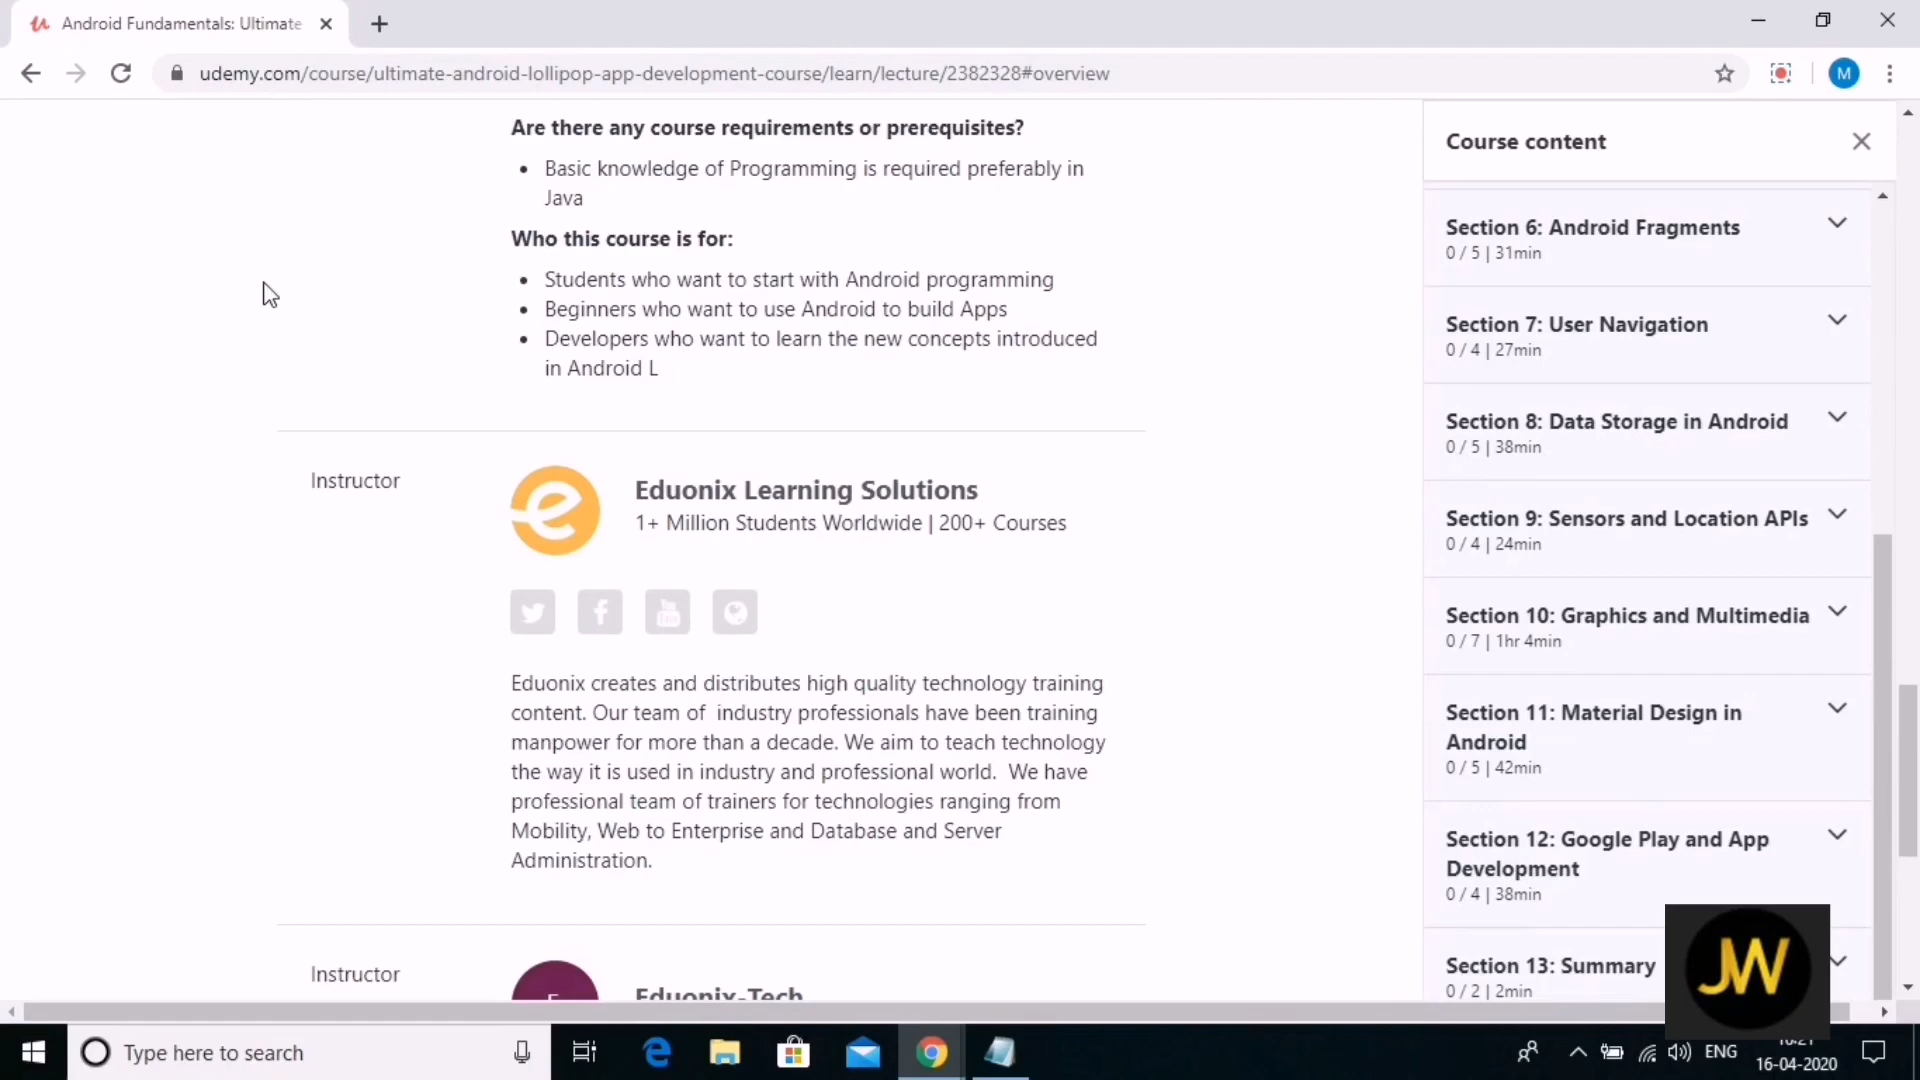 Android Fundamentals: Ultimate
udemy.com/course/ultimate-android-lollipop-app-development-course/learn/lecture/2382328#overview
M
Are there any course requirements or prerequisites?
Basic knowledge of Programming is required preferably in
Java
Who this course is for:
Students who want to start with Android programming
Beginners who want to use Android to build Apps
Developers who want to learn the new concepts introduced
in Android L
Instructor
Eduonix Learning Solutions
1+ Million Students Worldwide | 200+ Courses
Eduonix creates and distributes high quality technology training
content. Our team of  industry professionals have been training
manpower for more than a decade. We aim to teach technology
the way it is used in industry and professional world.  We have
professional team of trainers for technologies ranging from
Mobility, Web to Enterprise and Database and Server
Administration.
Instructor
Eduonix-Tech
Course content
Section 6: Android Fragments
0 / 5 | 31min
Section 7: User Navigation
0 / 4 | 27min
Section 8: Data Storage in Android
0 / 5 | 38min
Section 9: Sensors and Location APIs
0 / 4 | 24min
Section 10: Graphics and Multimedia
0 / 7 | 1hr 4min
Section 11: Material Design in
Android
0 / 5 | 42min
Section 12: Google Play and App
Development
0 / 4 | 38min
Section 13: Summary
0 / 2 | 2min
JW
Type here to search
ENG
16:21
16-04-2020